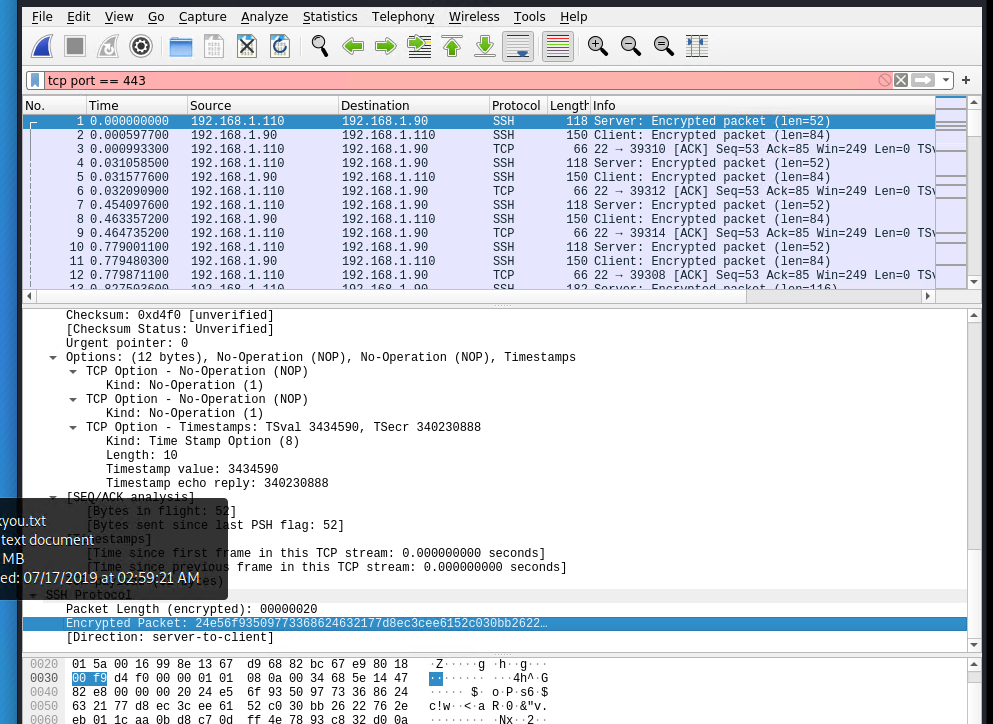 File Edit View Go Capture Analyze Statistics Telephony Wireless Tools Help
tcp port == 443
No. Time Source Destination Protocol Length Info
1 0.000000000 192.168.1.110 192.168.1.90 SSH 118 Server: Encrypted packet (len=52)
2 0.000597700 192.168.1.90 192.168.1.110 SSH 150 Client: Encrypted packet (len=84)
3 0.000993300 192.168.1.110 192.168.1.90 TCP 66 22 → 39310 [ACK] Seq=53 Ack=85 Win=249 Len=0 TSv
4 0.031058500 192.168.1.110 192.168.1.90 SSH 118 Server: Encrypted packet (len=52)
5 0.031577600 192.168.1.90 192.168.1.110 SSH 150 Client: Encrypted packet (len=84)
6 0.032090900 192.168.1.110 192.168.1.90 TCP 66 22 → 39312 [ACK] Seq=53 Ack=85 Win=249 Len=0 TSv
7 0.454097600 192.168.1.110 192.168.1.90 SSH 118 Server: Encrypted packet (len=52)
8 0.463357200 192.168.1.90 192.168.1.110 SSH 150 Client: Encrypted packet (len=84)
9 0.464735200 192.168.1.110 192.168.1.90 TCP 66 22 → 39314 [ACK] Seq=53 Ack=85 Win=249 Len=0 TSv
10 0.779001100 192.168.1.110 192.168.1.90 SSH 118 Server: Encrypted packet (len=52)
11 0.779480300 192.168.1.90 192.168.1.110 SSH 150 Client: Encrypted packet (len=84)
12 0.779871100 192.168.1.110 192.168.1.90 TCP 66 22 → 39308 [ACK] Seq=53 Ack=85 Win=249 Len=0 TSv
13 0.827503600 192.168.1.110 192.168.1.90 SSH 182 Server: Encrypted packet (len=116)
Checksum: 0xd4f0 [unverified]
[Checksum Status: Unverified]
Urgent pointer: 0
Options: (12 bytes), No-Operation (NOP), No-Operation (NOP), Timestamps
TCP Option - No-Operation (NOP)
Kind: No-Operation (1)
TCP Option - No-Operation (NOP)
Kind: No-Operation (1)
TCP Option - Timestamps: TSval 3434590, TSecr 340230888
Kind: Time Stamp Option (8)
Length: 10
Timestamp value: 3434590
Timestamp echo reply: 340230888
[SEQ/ACK analysis]
[Bytes in flight: 52]
[Bytes sent since last PSH flag: 52]
[Timestamps]
[Time since first frame in this TCP stream: 0.000000000 seconds]
[Time since previous frame in this TCP stream: 0.000000000 seconds]
kyou.txt
text document
MB
ed: 07/17/2019 at 02:59:21 AM
SSH Protocol
Packet Length (encrypted): 00000020
Encrypted Packet: 24e56f93509773368624632177d8ec3cee6152c030bb2622…
[Direction: server-to-client]
0020 01 5a 00 16 99 8e 13 67 d9 68 82 bc 67 e9 80 18 ·Z·····g ·h··g···
0030 00 f9 d4 f0 00 00 01 01 08 0a 00 34 68 5e 14 47 ········ ···4h^·G
0040 82 e8 00 00 00 20 24 e5 6f 93 50 97 73 36 86 24 ····· $· o·P·s6·$
0050 63 21 77 d8 ec 3c ee 61 52 c0 30 bb 26 22 76 2e c!w··<·a R·0·&"v.
0060 eb 01 1c aa 0b d8 c7 0d ff 4e 78 93 c8 32 d0 0a ········ ·Nx··2··